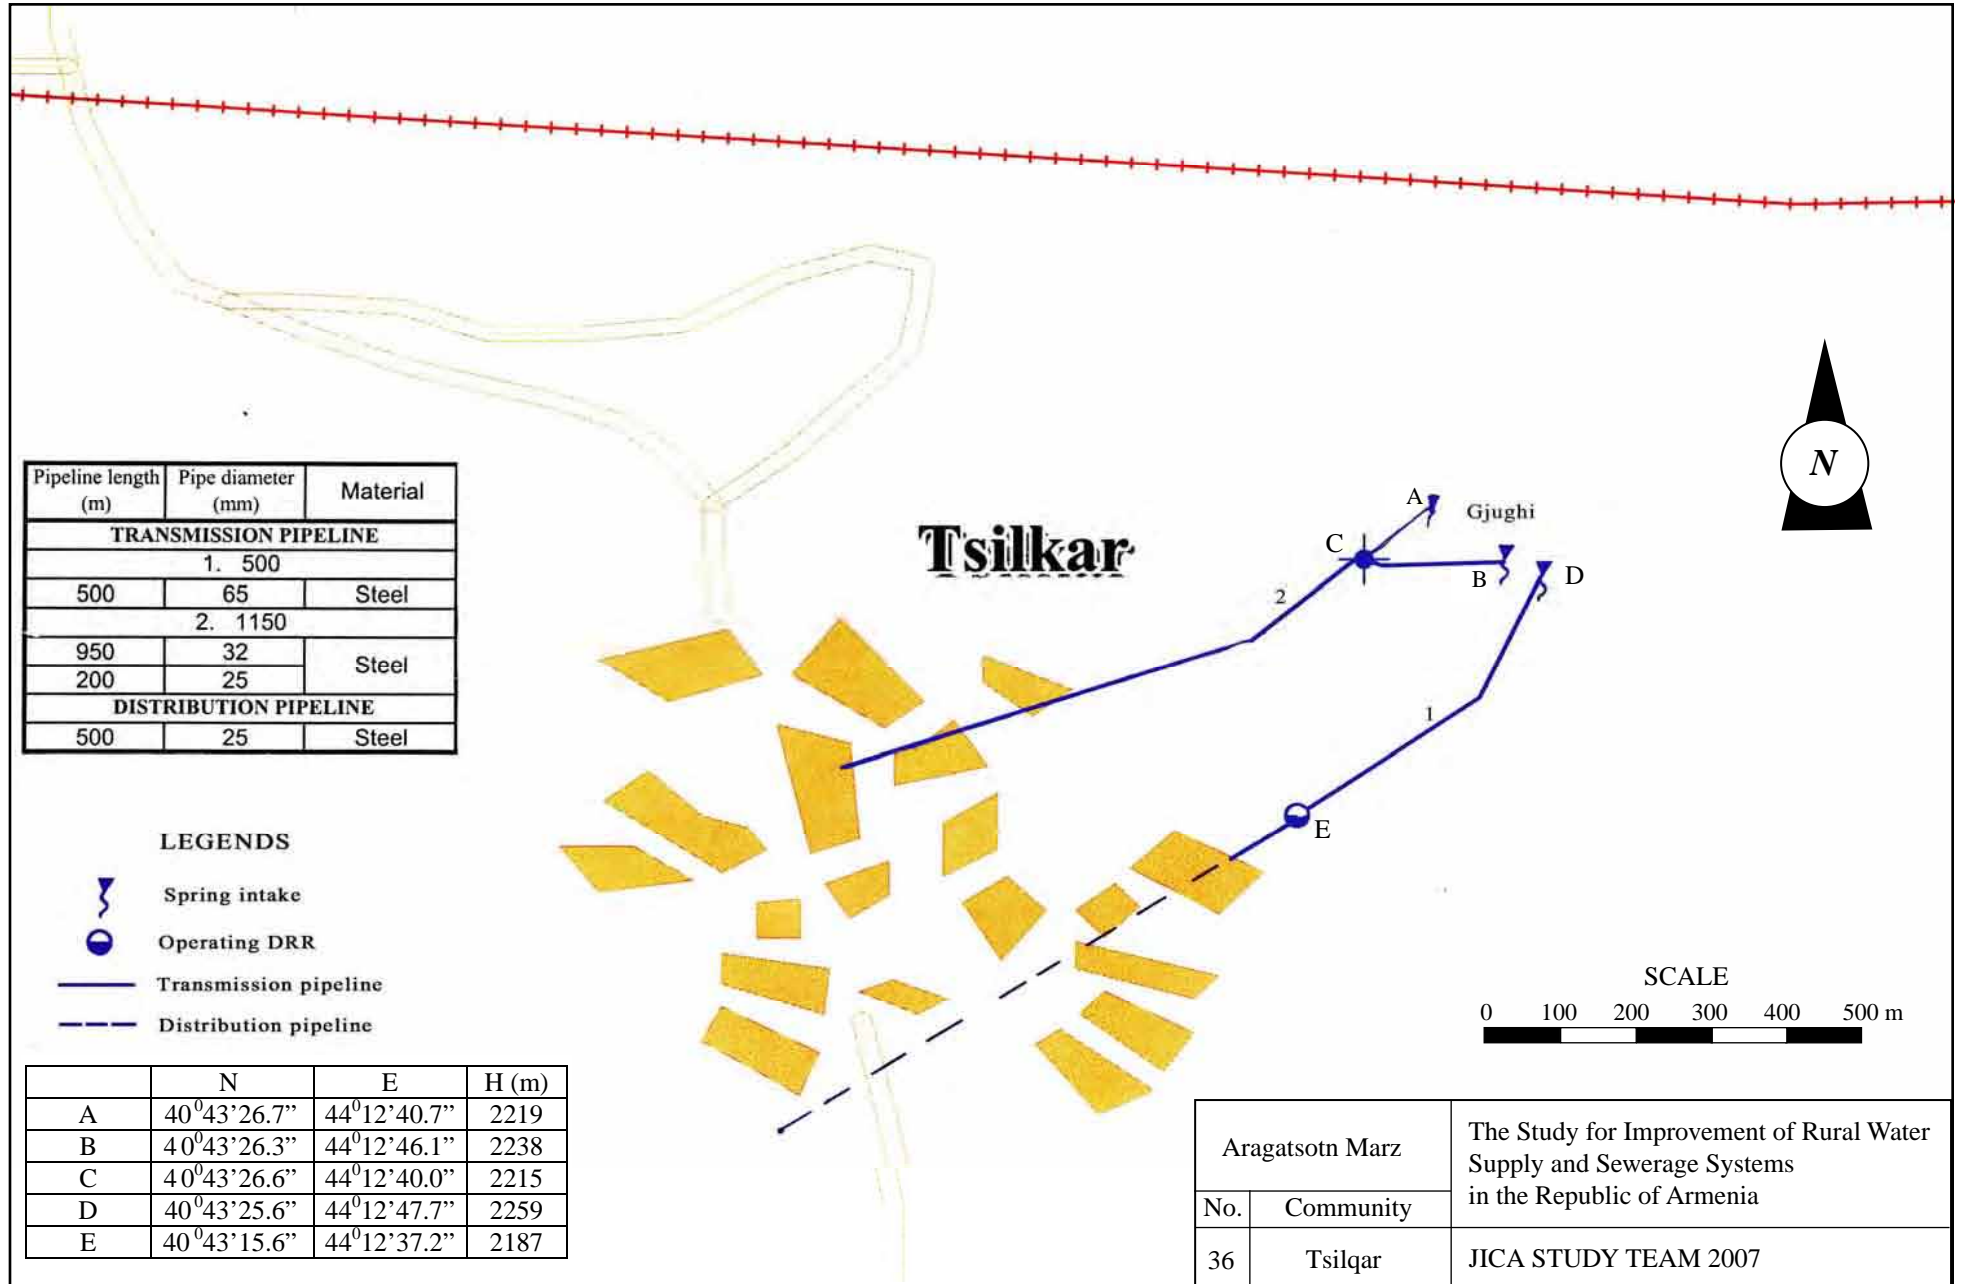 Tsilkar
A
Gjughi
C
B
D
2
1
E
N
Pipeline length (m) Pipe diameter (mm) Material
TRANSMISSION PIPELINE
1. 500
500 65 Steel
2. 1150
950 32 Steel
200 25
DISTRIBUTION PIPELINE
500 25 Steel
LEGENDS
Spring intake
Operating DRR
Transmission pipeline
Distribution pipeline
SCALE
0 100 200 300 400 500 m
N E H (m)
A 40⁰43’26.7” 44⁰12’40.7” 2219
B 40⁰43’26.3” 44⁰12’46.1” 2238
C 40⁰43’26.6” 44⁰12’40.0” 2215
D 40⁰43’25.6” 44⁰12’47.7” 2259
E 40⁰43’15.6” 44⁰12’37.2” 2187
Aragatsotn Marz
The Study for Improvement of Rural Water
Supply and Sewerage Systems
in the Republic of Armenia
No. Community
36 Tsilqar JICA STUDY TEAM 2007